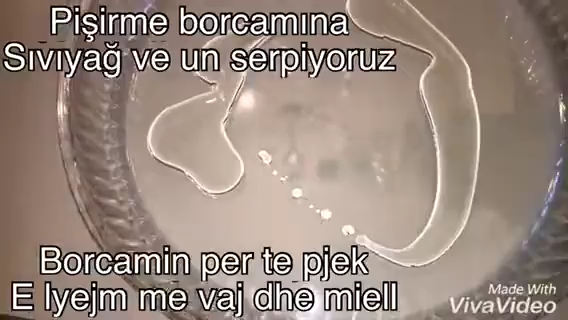 Pişirme borcamına
Sıvıyağ ve un serpiyoruz
Borcamin per te pjek
E lyejm me vaj dhe miell
Made With
VivaVideo